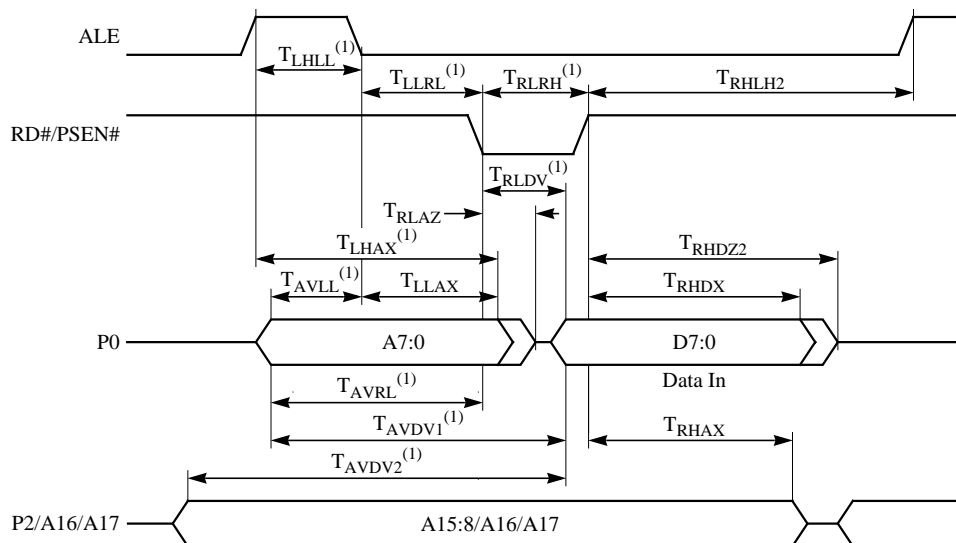 ALE
TLHLL(1)
TLLRL(1) TRLRH(1) TRHLH2
RD#/PSEN#
TRLDV(1)
TRLAZ
TLHAX(1) TRHDZ2
TAVLL(1) TLLAX TRHDX
P0 A7:0 D7:0
Data In
TAVRL(1)
TAVDV1(1) TRHAX
TAVDV2(1)
P2/A16/A17 A15:8/A16/A17